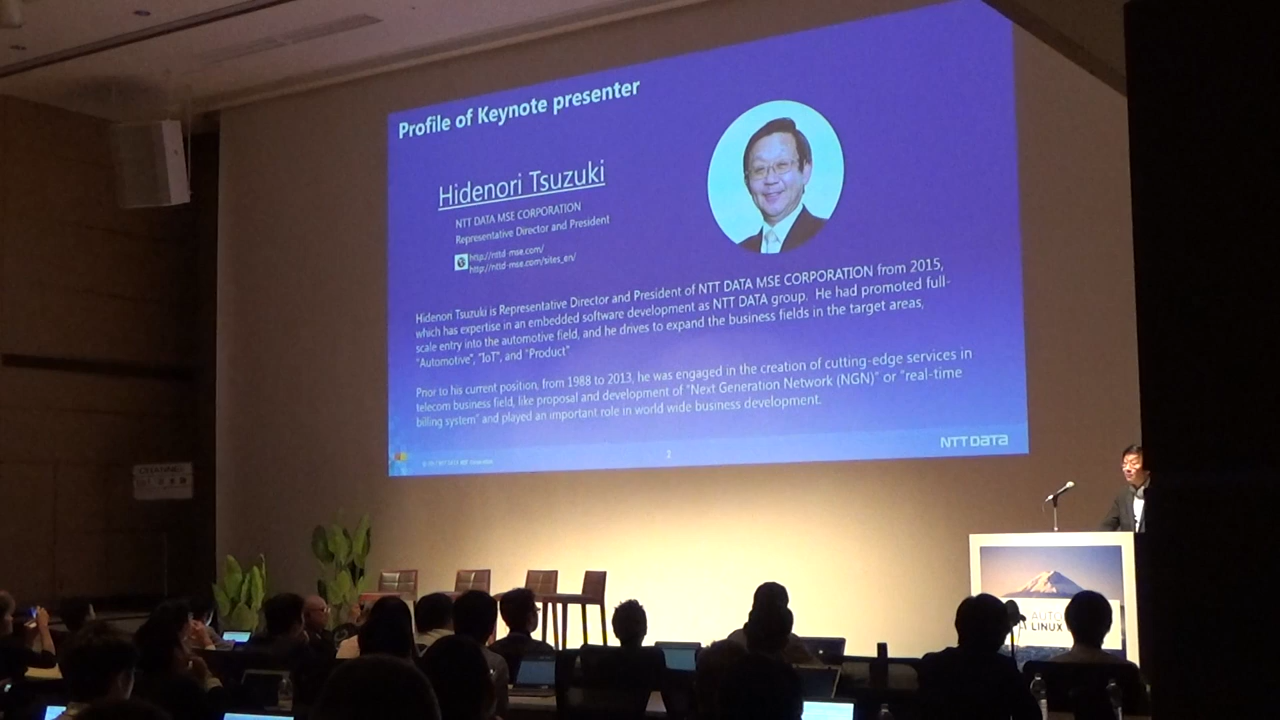 Profile of Keynote presenter
Hidenori Tsuzuki
NTT DATA MSE CORPORATION
Representative Director and President
http://nttd-mse.com/
http://nttd-mse.com/sites_en/
Hidenori Tsuzuki is Representative Director and President of NTT DATA MSE CORPORATION from 2015,
which has expertise in an embedded software development as NTT DATA group. He had promoted full-
scale entry into the automotive field, and he drives to expand the business fields in the target areas,
"Automotive", "IoT", and "Product"
Prior to his current position, from 1988 to 2013, he was engaged in the creation of cutting-edge services in
telecom business field, like proposal and development of "Next Generation Network (NGN)" or "real-time
billing system" and played an important role in world wide business development.
2
NTT DATA
CHANNEL
AUTO
LINUX